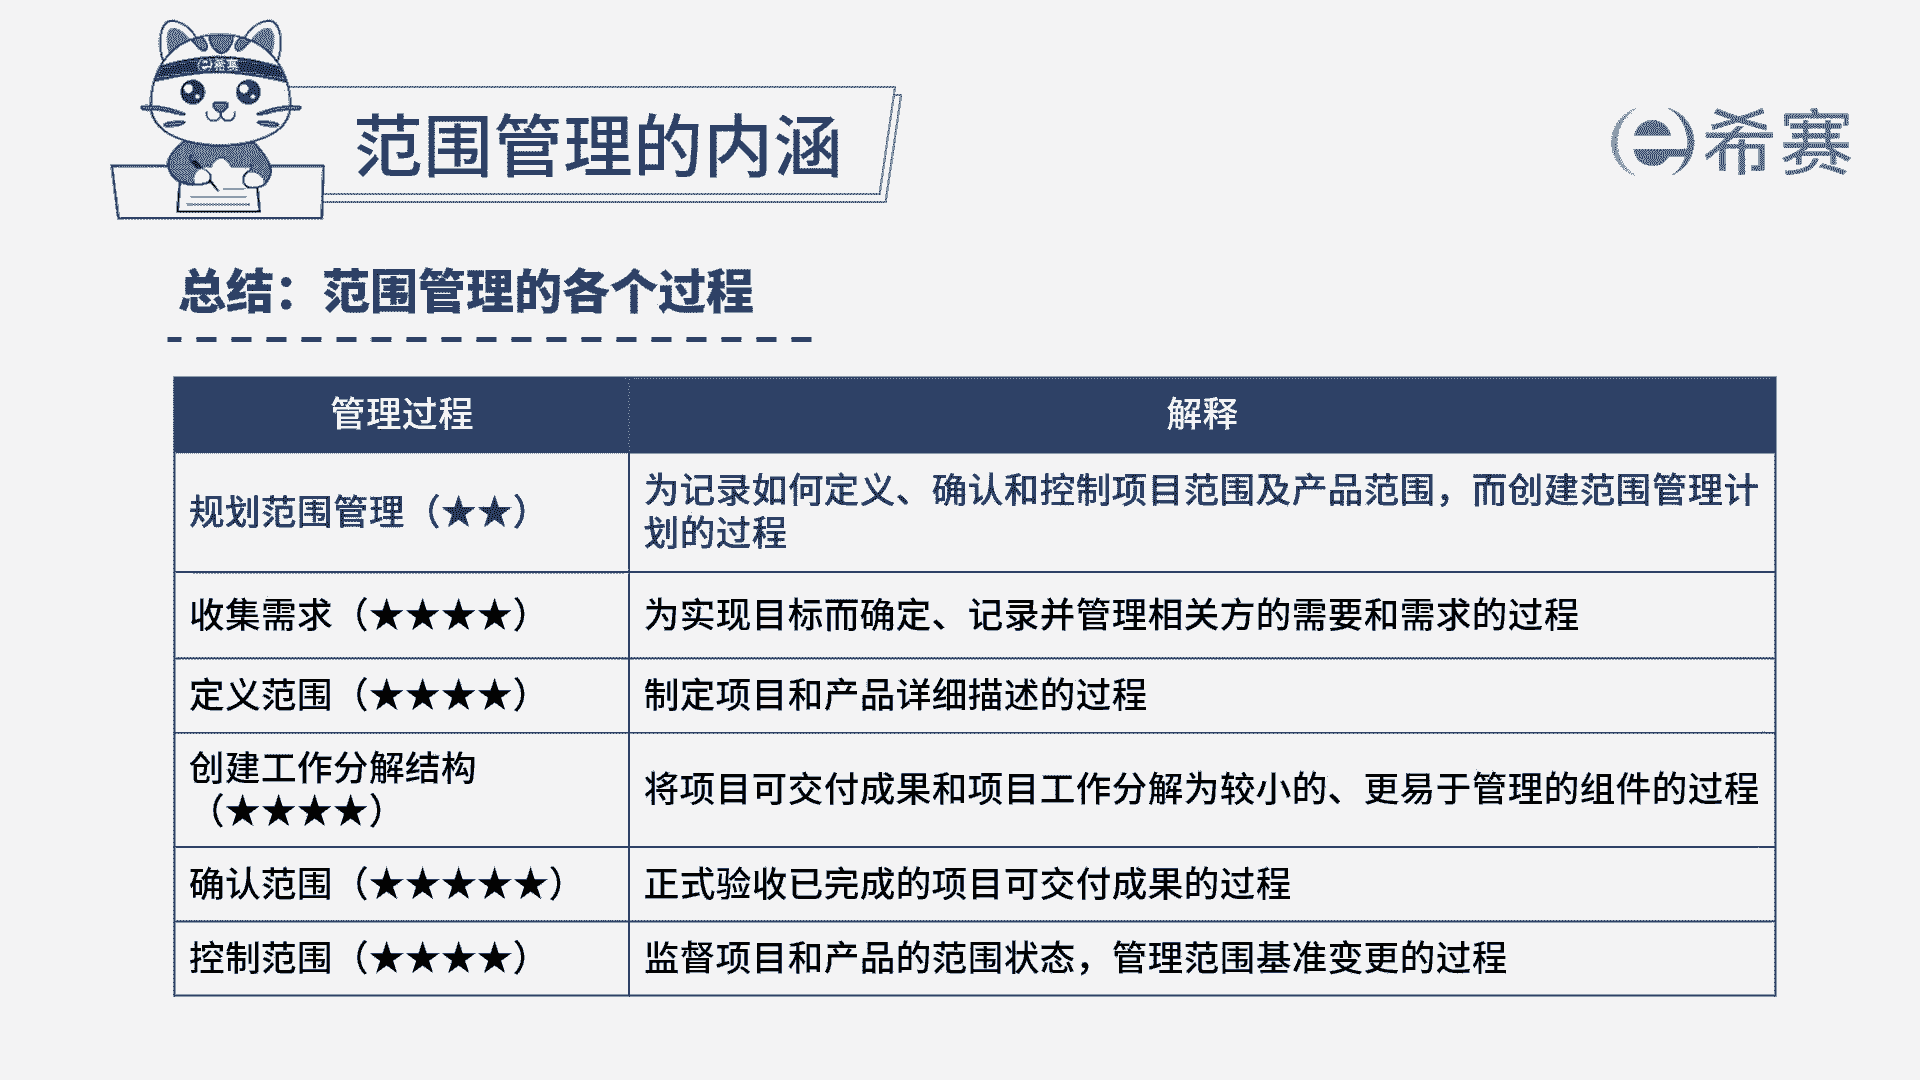 希赛
范围管理的内涵
希赛
总结：范围管理的各个过程
管理过程
解释
规划范围管理（★★）
为记录如何定义、确认和控制项目范围及产品范围，而创建范围管理计
划的过程
收集需求（★★★★）
为实现目标而确定、记录并管理相关方的需要和需求的过程
定义范围（★★★★）
制定项目和产品详细描述的过程
创建工作分解结构
（★★★★）
将项目可交付成果和项目工作分解为较小的、更易于管理的组件的过程
确认范围（★★★★★）
正式验收已完成的项目可交付成果的过程
控制范围（★★★★）
监督项目和产品的范围状态，管理范围基准变更的过程